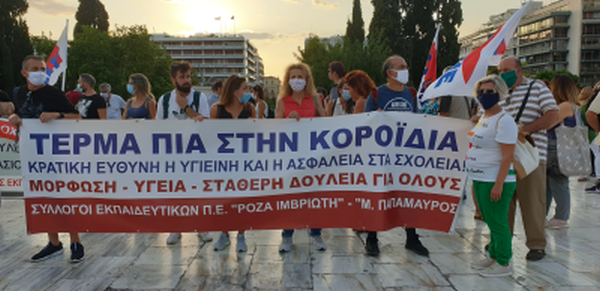 ΤΕΡΜΑ ΠΙΑ ΣΤΗΝ ΚΟΡΟΪΔΙΑ
ΚΡΑΤΙΚΗ ΕΥΘΥΝΗ Η ΥΓΙΕΙΝΗ ΚΑΙ Η ΑΣΦΑΛΕΙΑ ΣΤΑ ΣΧΟΛΕΙΑ!
ΜΟΡΦΩΣΗ - ΥΓΕΙΑ - ΣΤΑΘΕΡΗ ΔΟΥΛΕΙΑ ΓΙΑ ΟΛΟΥΣ
ΣΥΛΛΟΓΟΙ ΕΚΠΑΙΔΕΥΤΙΚΩΝ Π.Ε. "ΡΟΖΑ ΙΜΒΡΙΩΤΗ" - "Μ. ΠΑΠΑΜΑΥΡΟΣ"